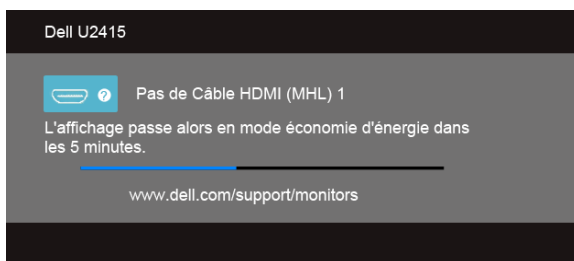 Dell U2415
? Pas de Câble HDMI (MHL) 1
L'affichage passe alors en mode économie d'énergie dans
les 5 minutes.
www.dell.com/support/monitors